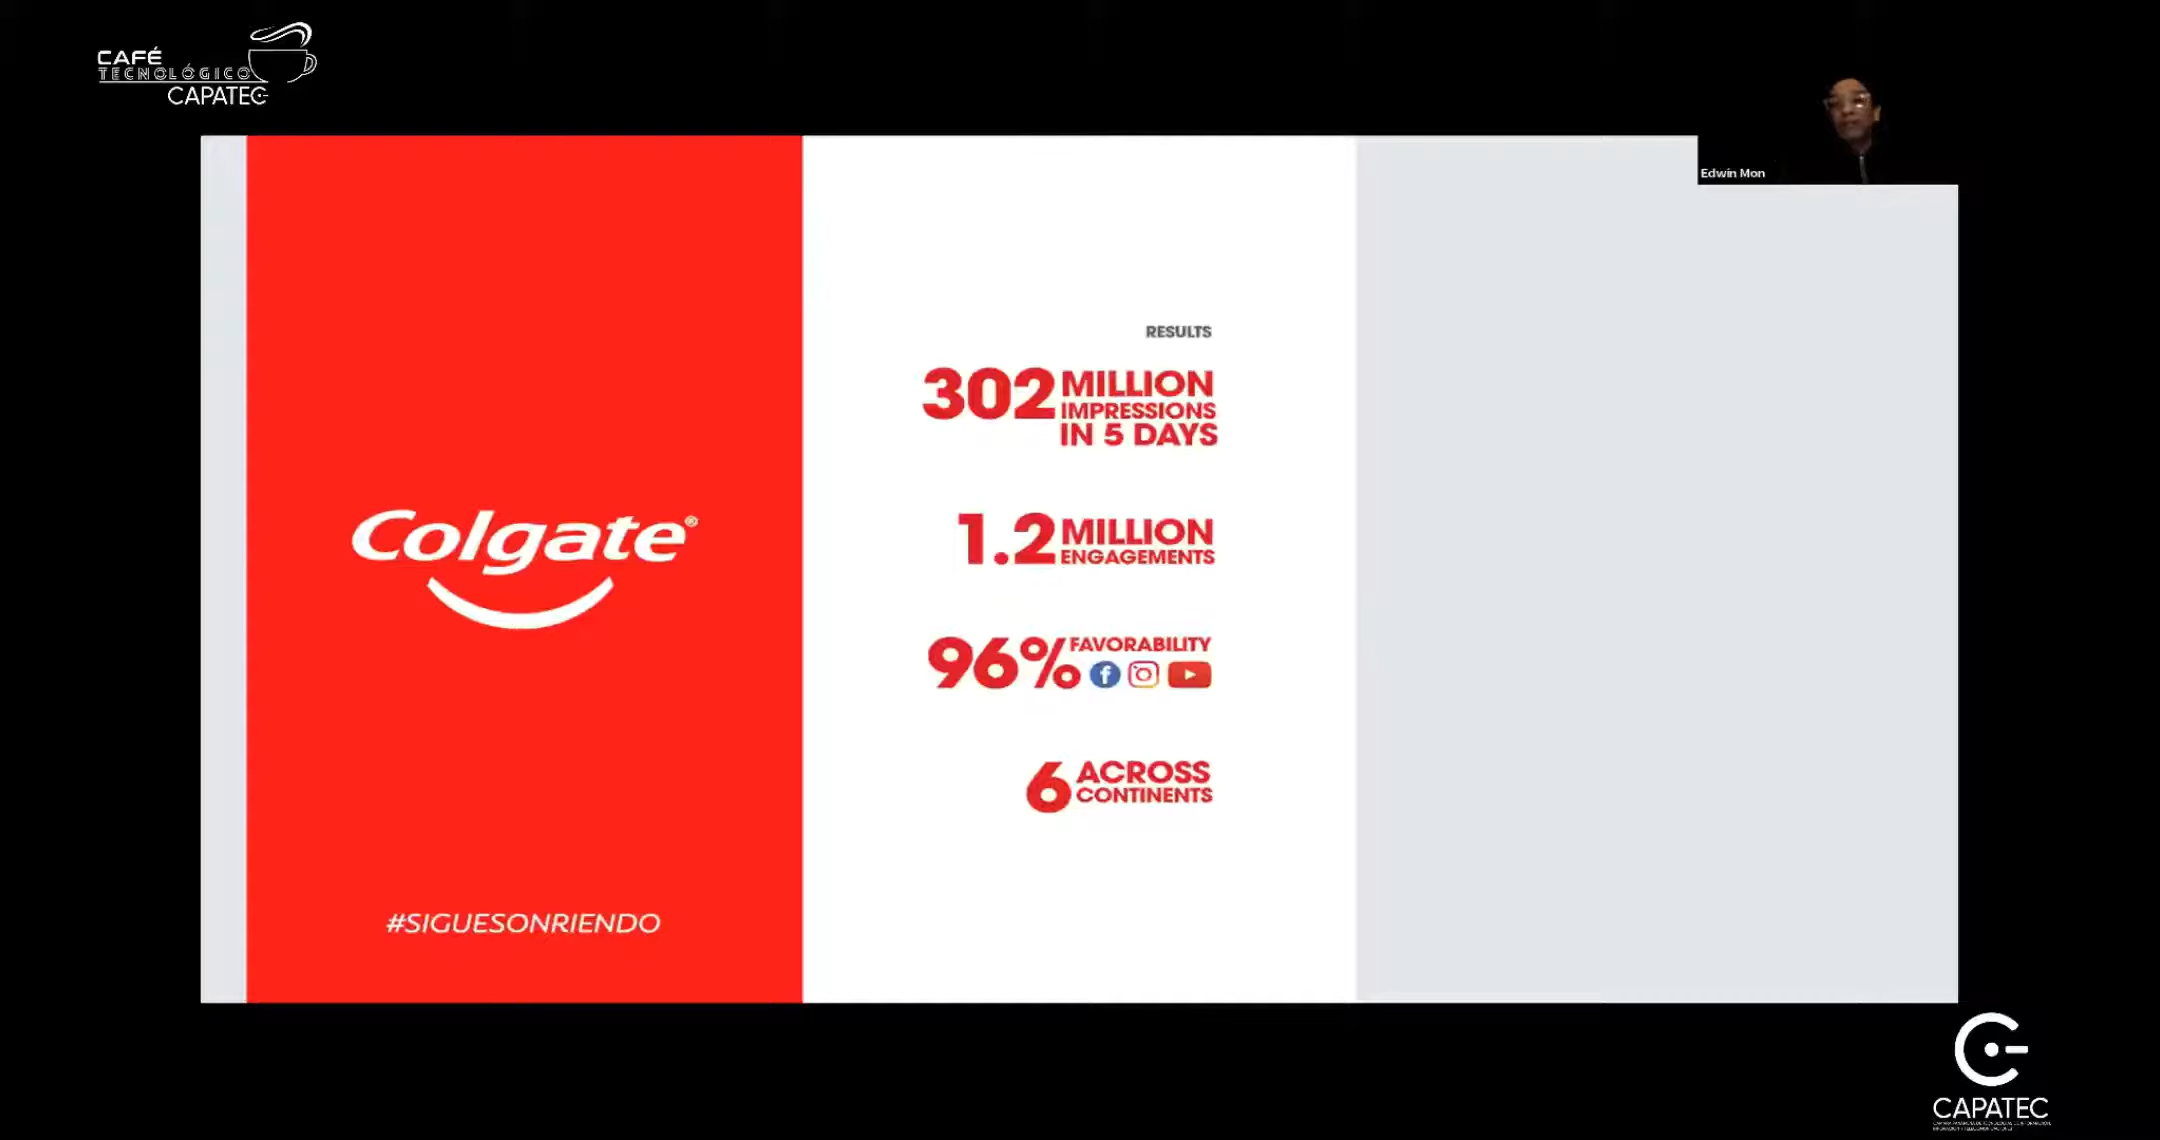 CAFÉ
TECNOLÓGICO
CAPATEC
Edwin Mon
Colgate®
#SIGUESONRIENDO
RESULTS
302 MILLION
IMPRESSIONS
IN 5 DAYS
1.2 MILLION
ENGAGEMENTS
96% FAVORABILITY
6 ACROSS
CONTINENTS
CAPATEC